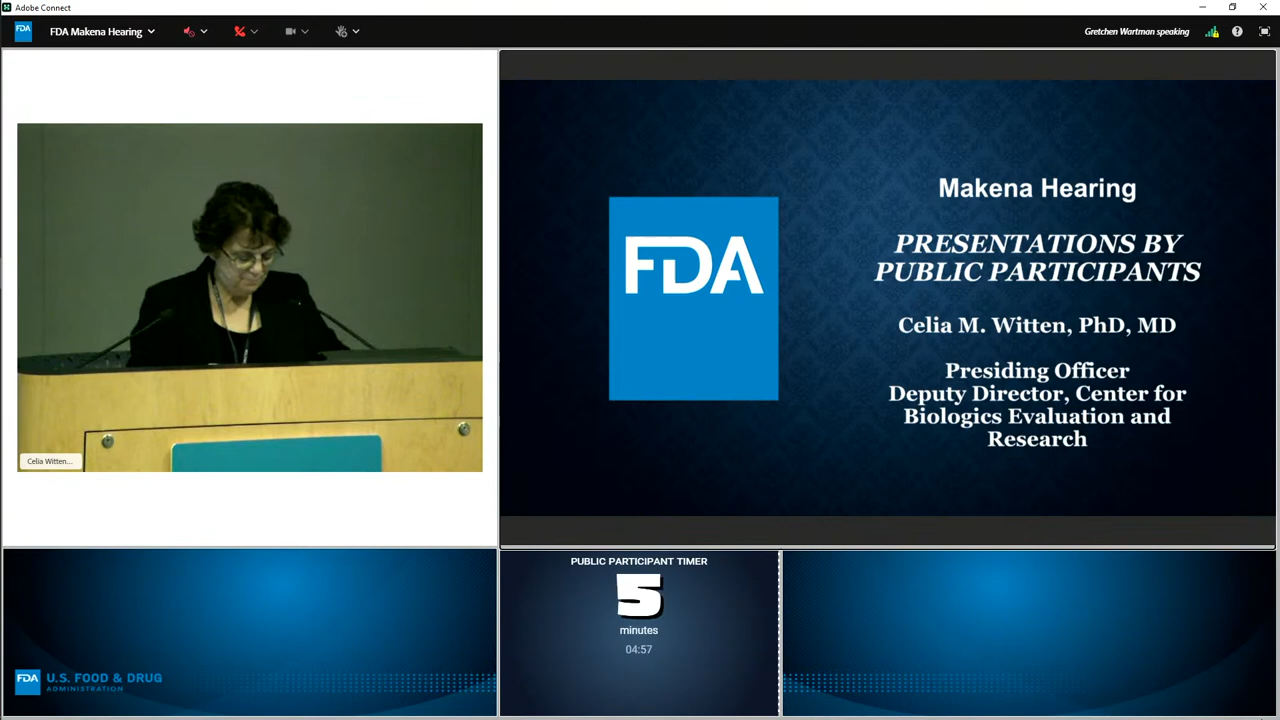 Adobe Connect
FDA
FDA Makena Hearing
Gretchen Wartman speaking
Celia Witten...
FDA
Makena Hearing
PRESENTATIONS BY
PUBLIC PARTICIPANTS
Celia M. Witten, PhD, MD
Presiding Officer
Deputy Director, Center for
Biologics Evaluation and
Research
FDA
U.S. FOOD & DRUG
ADMINISTRATION
PUBLIC PARTICIPANT TIMER
5
minutes
04:57